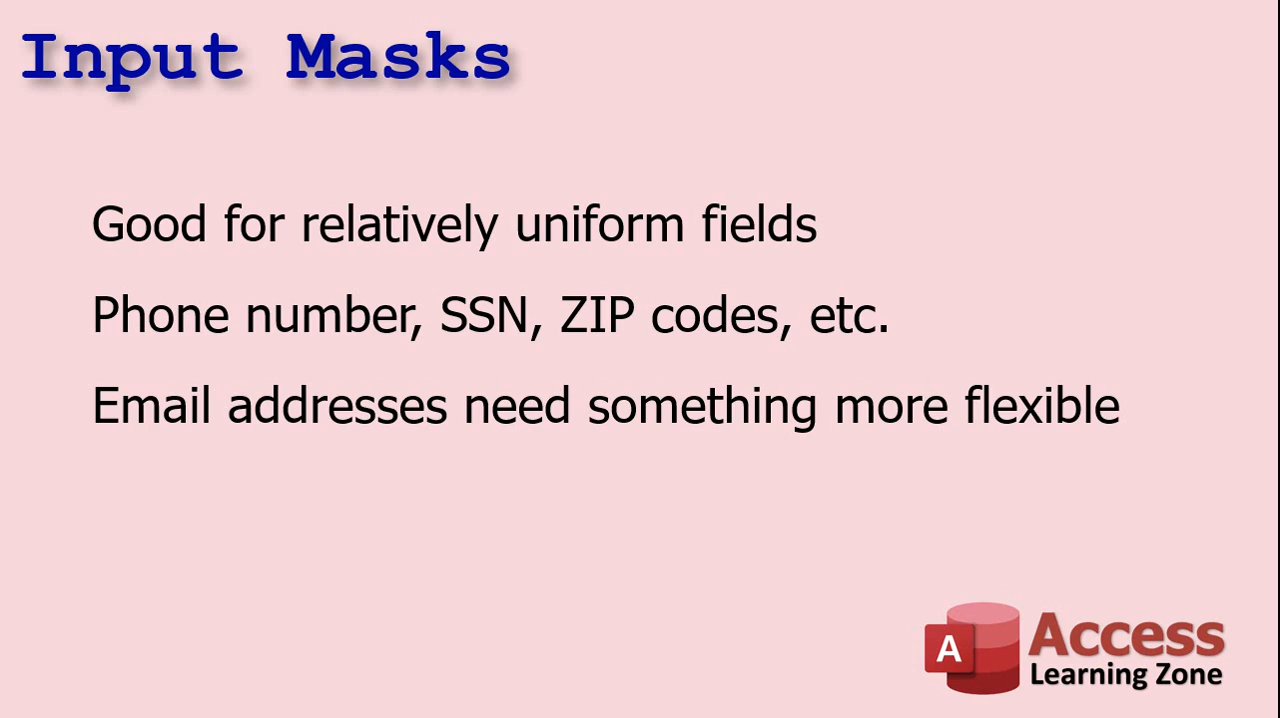 Input Masks
Good for relatively uniform fields
Phone number, SSN, ZIP codes, etc.
Email addresses need something more flexible
A
Access
Learning Zone